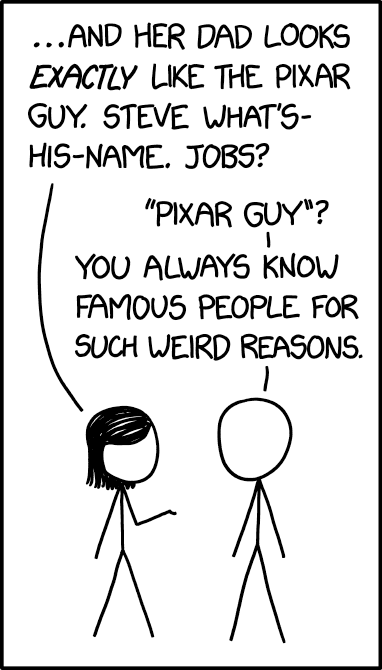 ...AND HER DAD LOOKS
EXACTLY LIKE THE PIXAR
GUY. STEVE WHAT'S-
HIS-NAME. JOBS?
"PIXAR GUY"?
YOU ALWAYS KNOW
FAMOUS PEOPLE FOR
SUCH WEIRD REASONS.